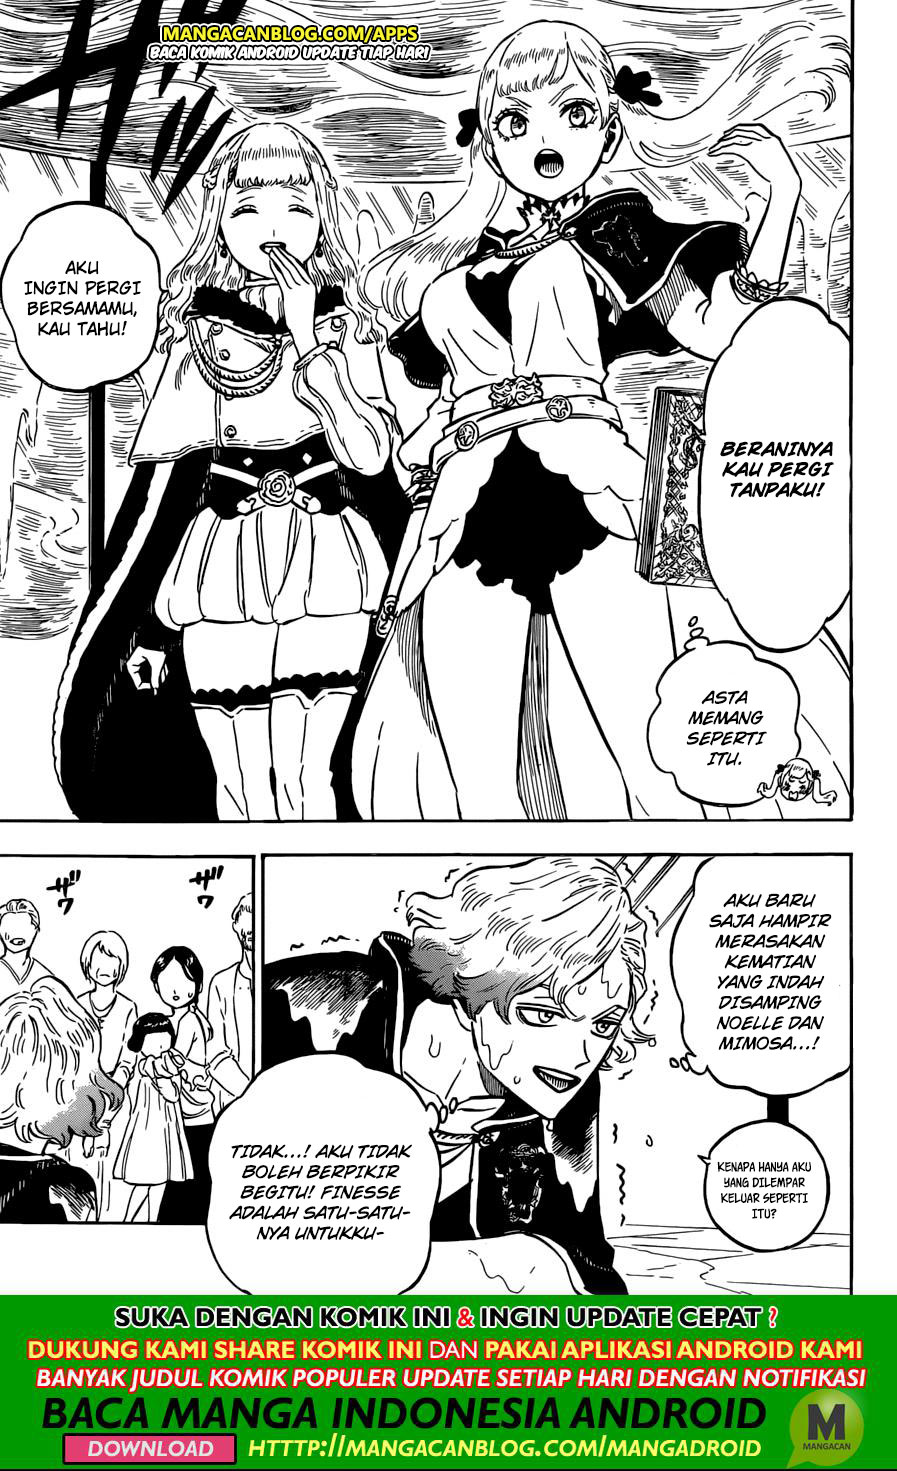 MANGACANBLOG.COM/APPS
BACA KOMIK ANDROID UPDATE TIAP HARI
AKU
INGIN PERGI
BERSAMAMU,
KAU TAHU!
BERANINYA
KAU PERGI
TANPAKU!
ASTA
MEMANG
SEPERTI
ITU.
ザワ
ザワ
AKU BARU
SAJA HAMPIR
MERASAKAN
KEMATIAN
YANG INDAH
DISAMPING
NOELLE DAN
MIMOSA...!
KENAPA HANYA AKU
YANG DILEMPAR
KELUAR SEPERTI
ITU?
TIDAK...! AKU TIDAK
BOLEH BERPIKIR
BEGITU! FINESSE
ADALAH SATU-SATU-
NYA UNTUKKU-
SUKA DENGAN KOMIK INI & INGIN UPDATE CEPAT ?
DUKUNG KAMI SHARE KOMIK INI DAN PAKAI APLIKASI ANDROID KAMI
BANYAK JUDUL KOMIK POPULER UPDATE SETIAP HARI DENGAN NOTIFIKASI
BACA MANGA INDONESIA ANDROID
DOWNLOAD HTTTP://MANGACANBLOG.COM/MANGADROID
M
MANGACAN